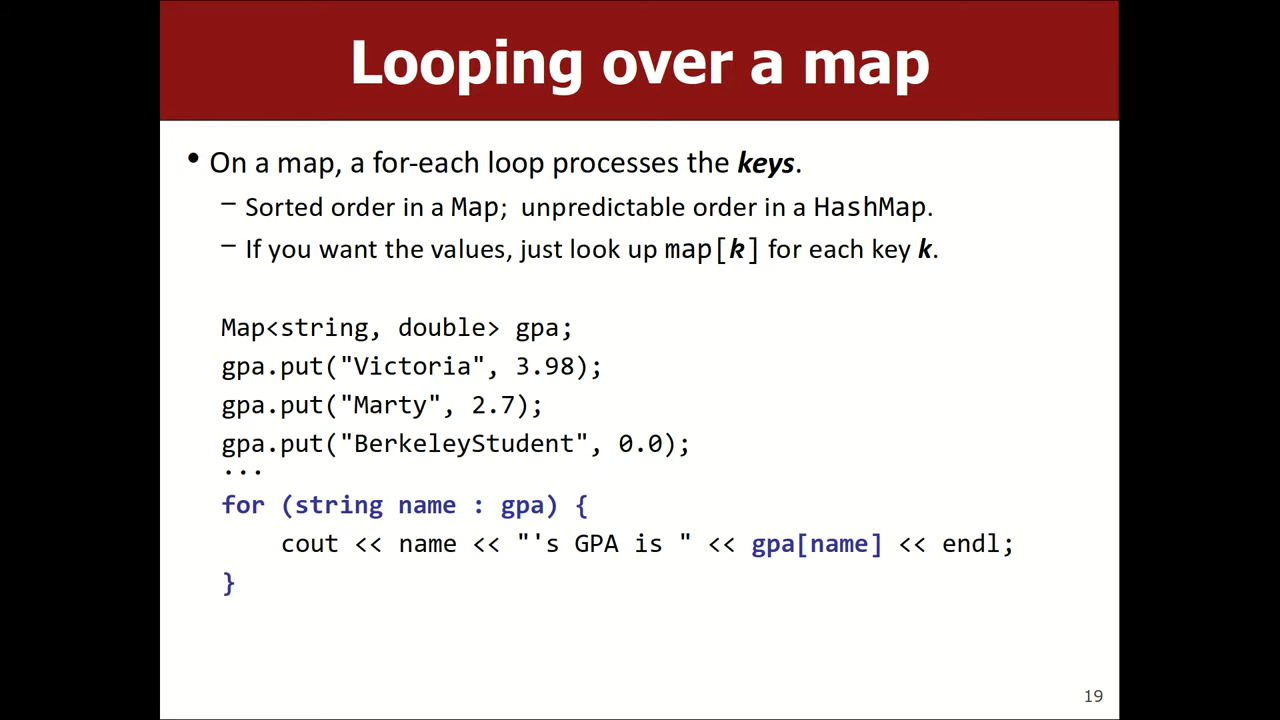 Looping over a map
• On a map, a for-each loop processes the keys.
– Sorted order in a Map; unpredictable order in a HashMap.
– If you want the values, just look up map[k] for each key k.
Map<string, double> gpa;
gpa.put("Victoria", 3.98);
gpa.put("Marty", 2.7);
gpa.put("BerkeleyStudent", 0.0);
...
for (string name : gpa) {
    cout << name << "'s GPA is " << gpa[name] << endl;
}
19